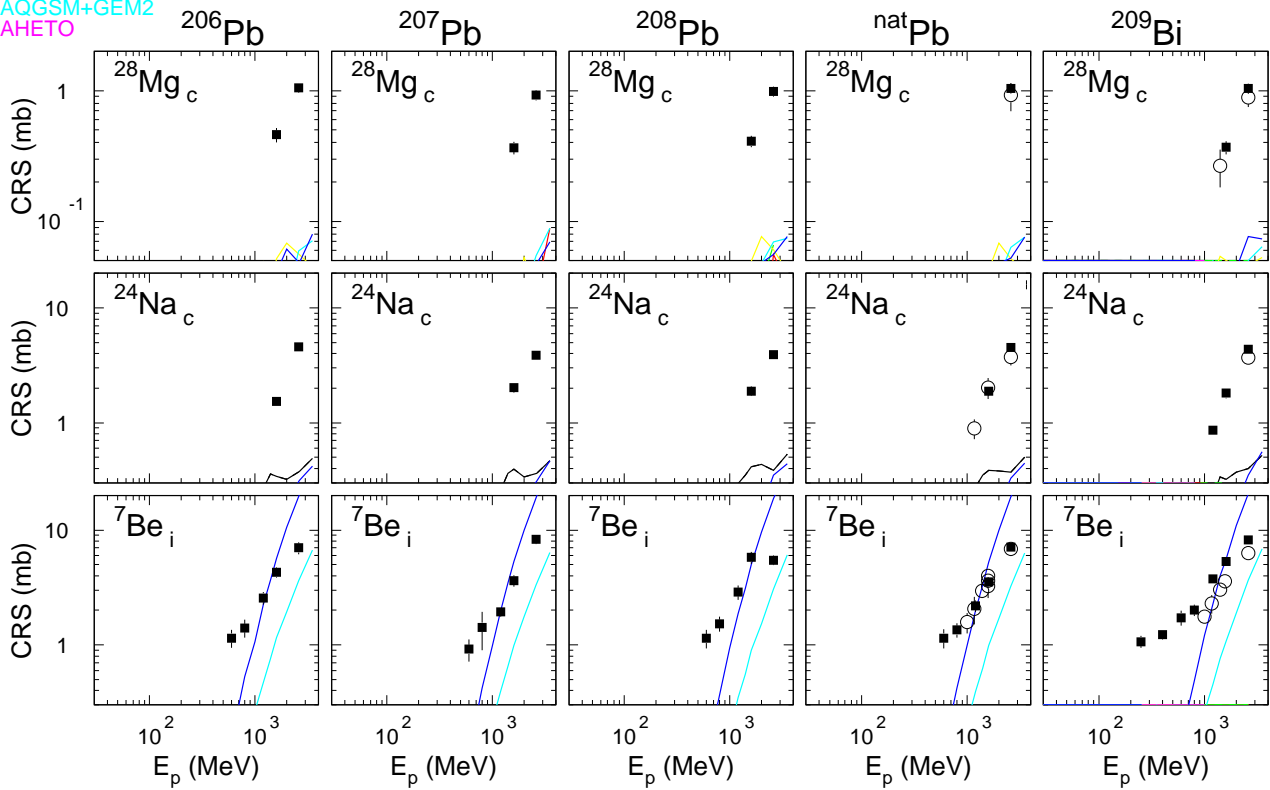 AQGSM+GEM2
AHETO
²⁰⁶Pb ²⁰⁷Pb ²⁰⁸Pb ⁿᵃᵗPb ²⁰⁹Bi
CRS (mb) 1 10⁻¹ ²⁸Mg c ²⁸Mg c ²⁸Mg c ²⁸Mg c ²⁸Mg c
CRS (mb) 10 1 ²⁴Na c ²⁴Na c ²⁴Na c ²⁴Na c ²⁴Na c
CRS (mb) 10 1 ⁷Be i ⁷Be i ⁷Be i ⁷Be i ⁷Be i
10² 10³ 10² 10³ 10² 10³ 10² 10³ 10² 10³
Eₚ (MeV) Eₚ (MeV) Eₚ (MeV) Eₚ (MeV) Eₚ (MeV)